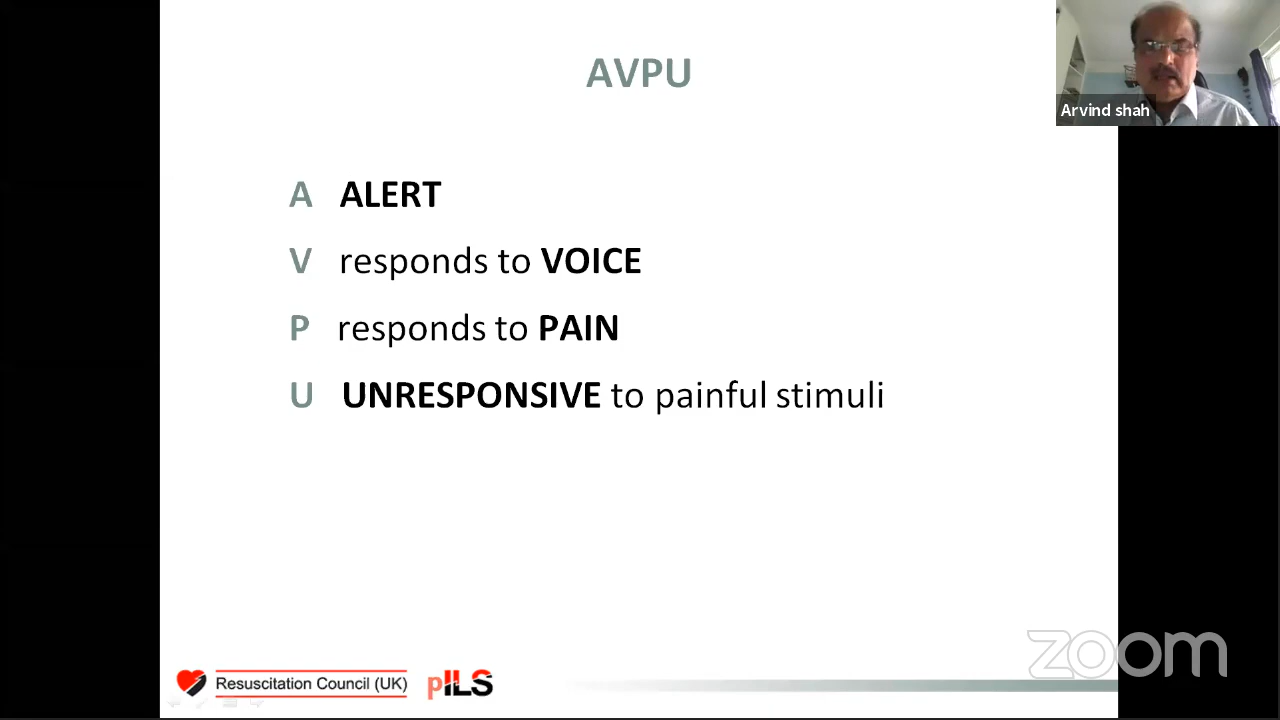 AVPU
Arvind shah
A ALERT
V responds to VOICE
P responds to PAIN
U UNRESPONSIVE to painful stimuli
zoom
Resuscitation Council (UK) pILS